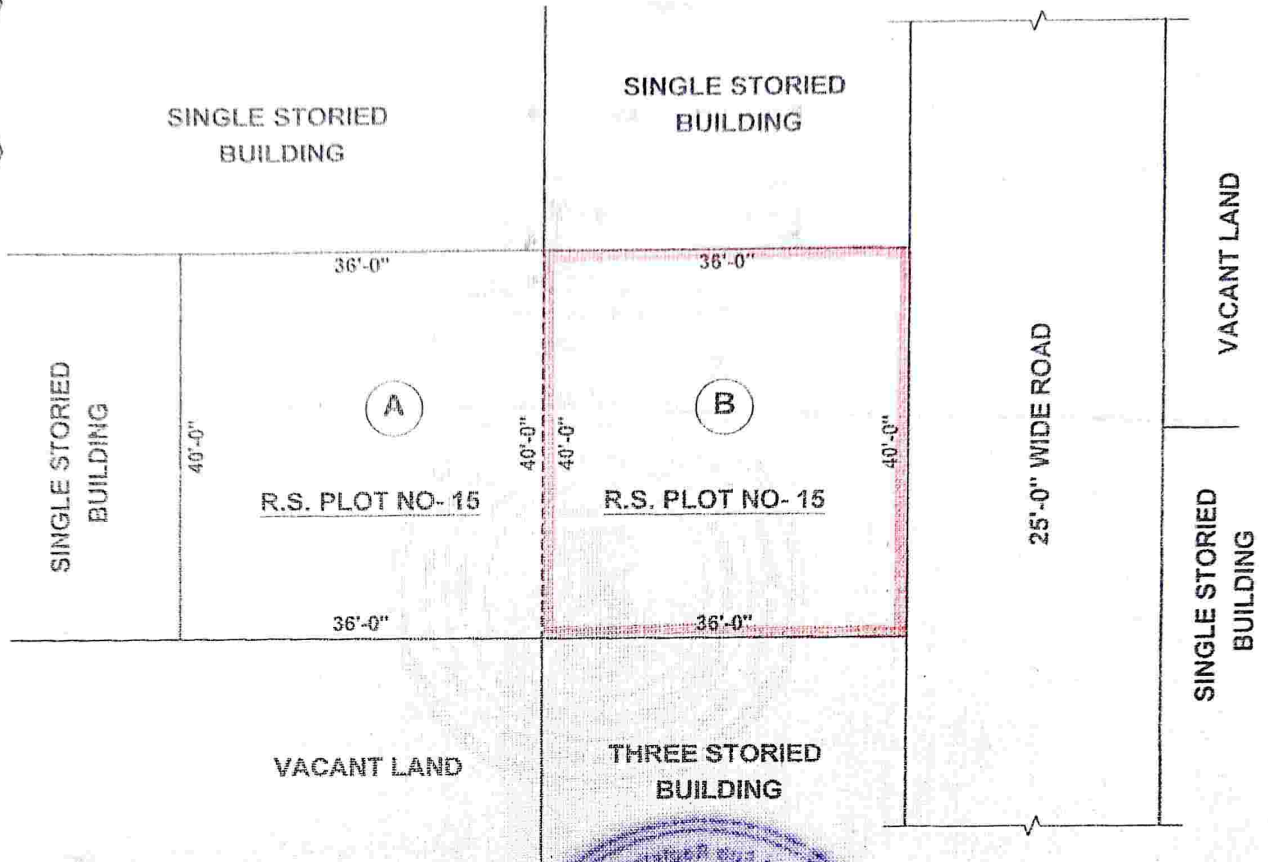 SINGLE STORIED
BUILDING
SINGLE STORIED
BUILDING
VACANT LAND
36'-0"
36'-0"
SINGLE STORIED
BUILDING
40'-0"
A
40'-0"
40'-0"
B
40'-0"
25'-0" WIDE ROAD
R.S. PLOT NO- 15
R.S. PLOT NO- 15
SINGLE STORIED
BUILDING
36'-0"
36'-0"
VACANT LAND
THREE STORIED
BUILDING